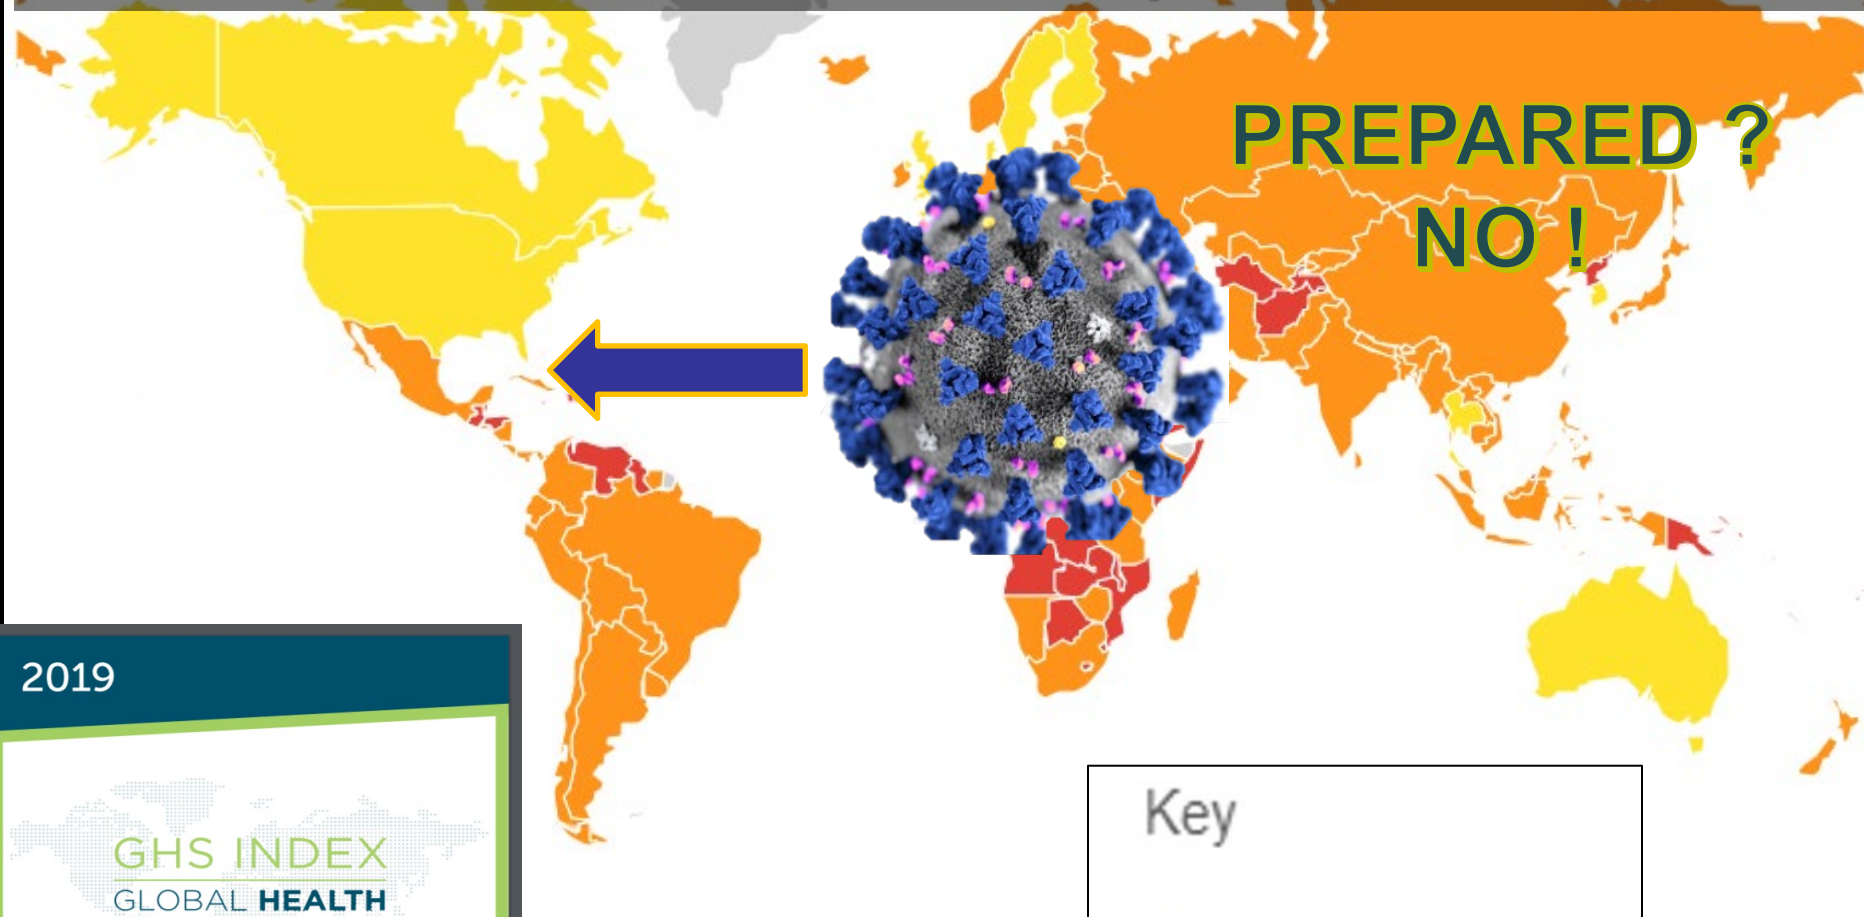 PREPARED ?
NO !
2019
GHS INDEX
GLOBAL HEALTH
Key